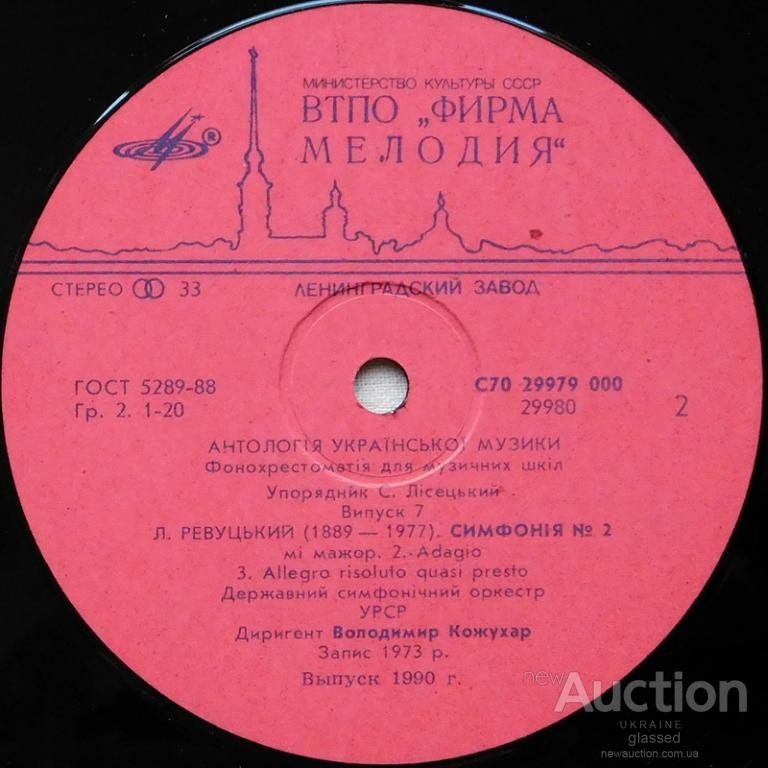 МИНИСТЕРСТВО КУЛЬТУРЫ СССР
ВТПО „ФИРМА
МЕЛОДИЯ“
®
СТЕРЕО 33 ЛЕНИНГРАДСКИЙ ЗАВОД
ГОСТ 5289-88 С70 29979 000
Гр. 2. 1-20 29980 2
АНТОЛОГІЯ УКРАЇНСЬКОЇ МУЗИКИ
Фонохрестоматія для музичних шкіл
Упорядник С. Лісецький
Випуск 7
Л. РЕВУЦЬКИЙ (1889 — 1977). СИМФОНІЯ № 2
мі мажор. 2. Adagio
3. Allegro risoluto quasi presto
Державний симфонічний оркестр
УРСР
Диригент Володимир Кожухар
Запис 1973 р.
Выпуск 1990 г.
new Auction
UKRAINE
glassed
newauction.com.ua